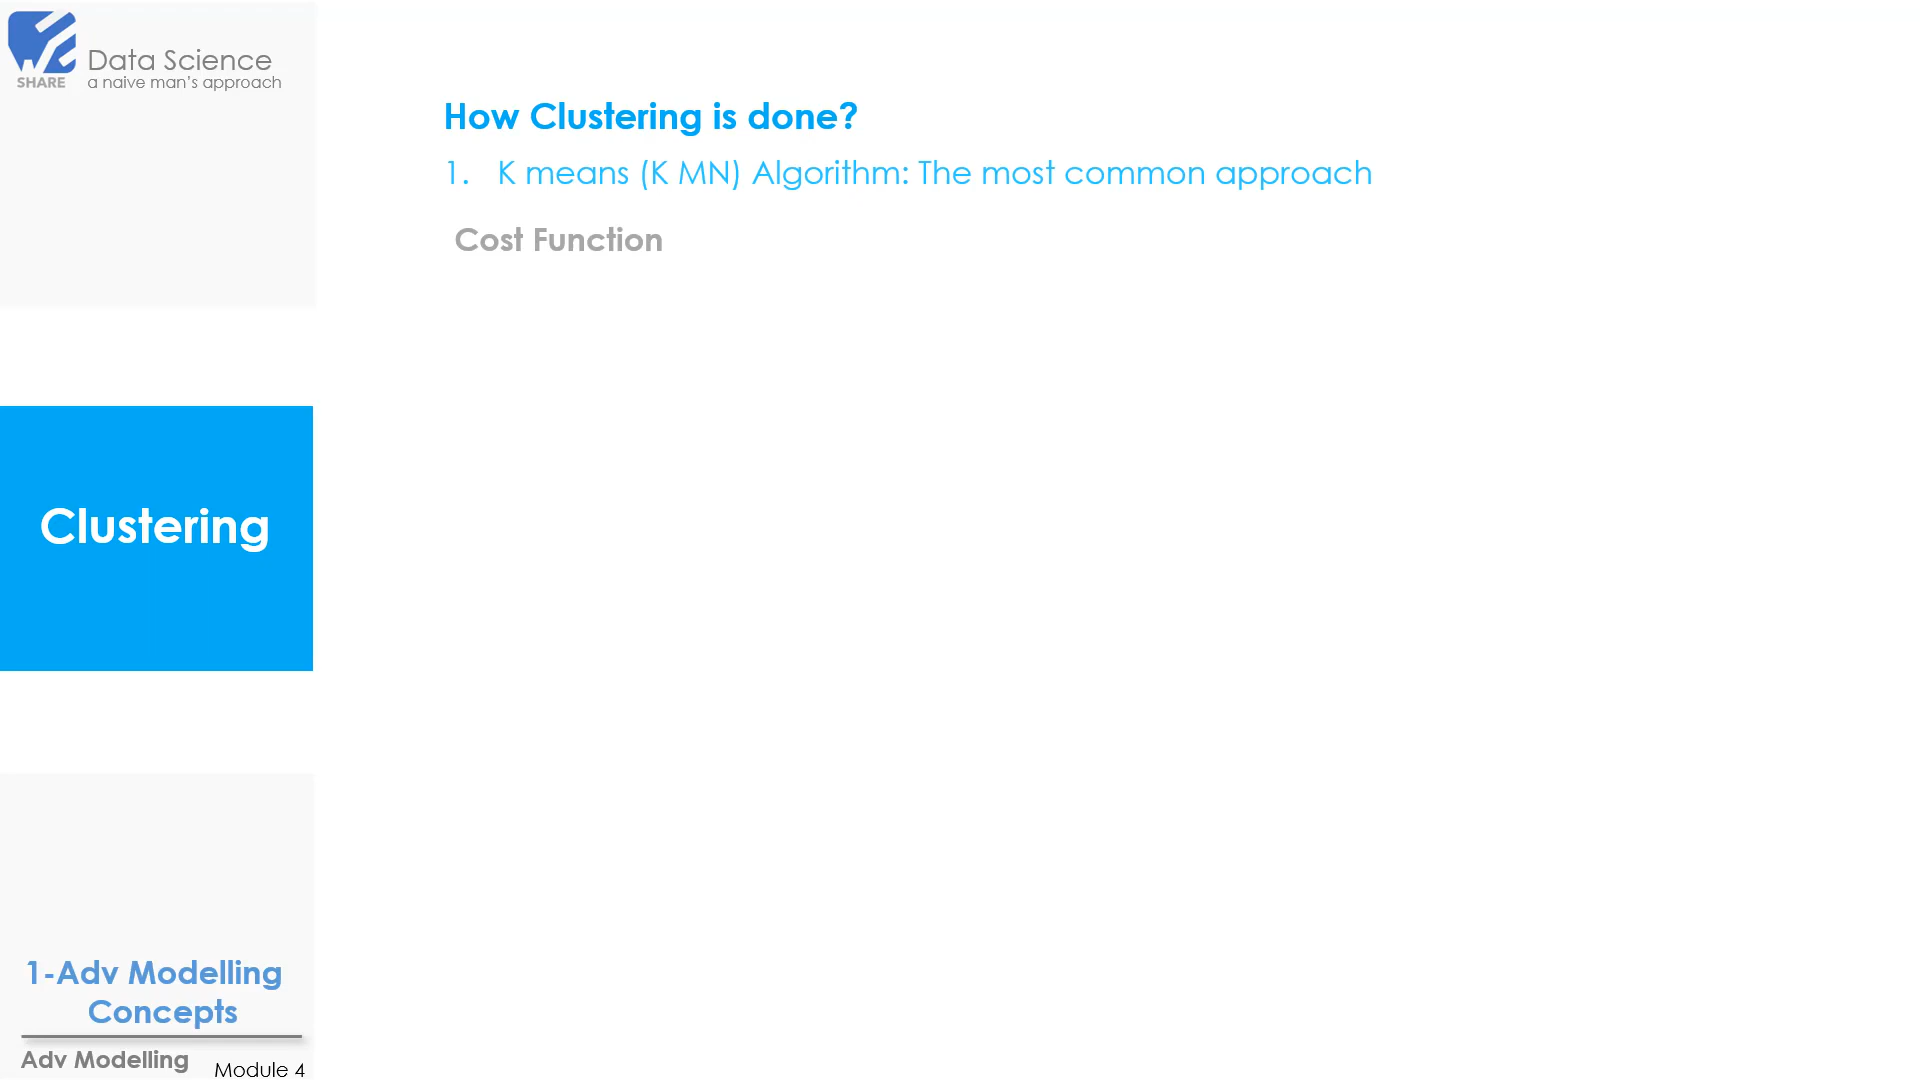 SHARE
Data Science
a naive man's approach
How Clustering is done?
1. K means (K MN) Algorithm: The most common approach
Cost Function
Clustering
1-Adv Modelling
Concepts
Adv Modelling
Module 4